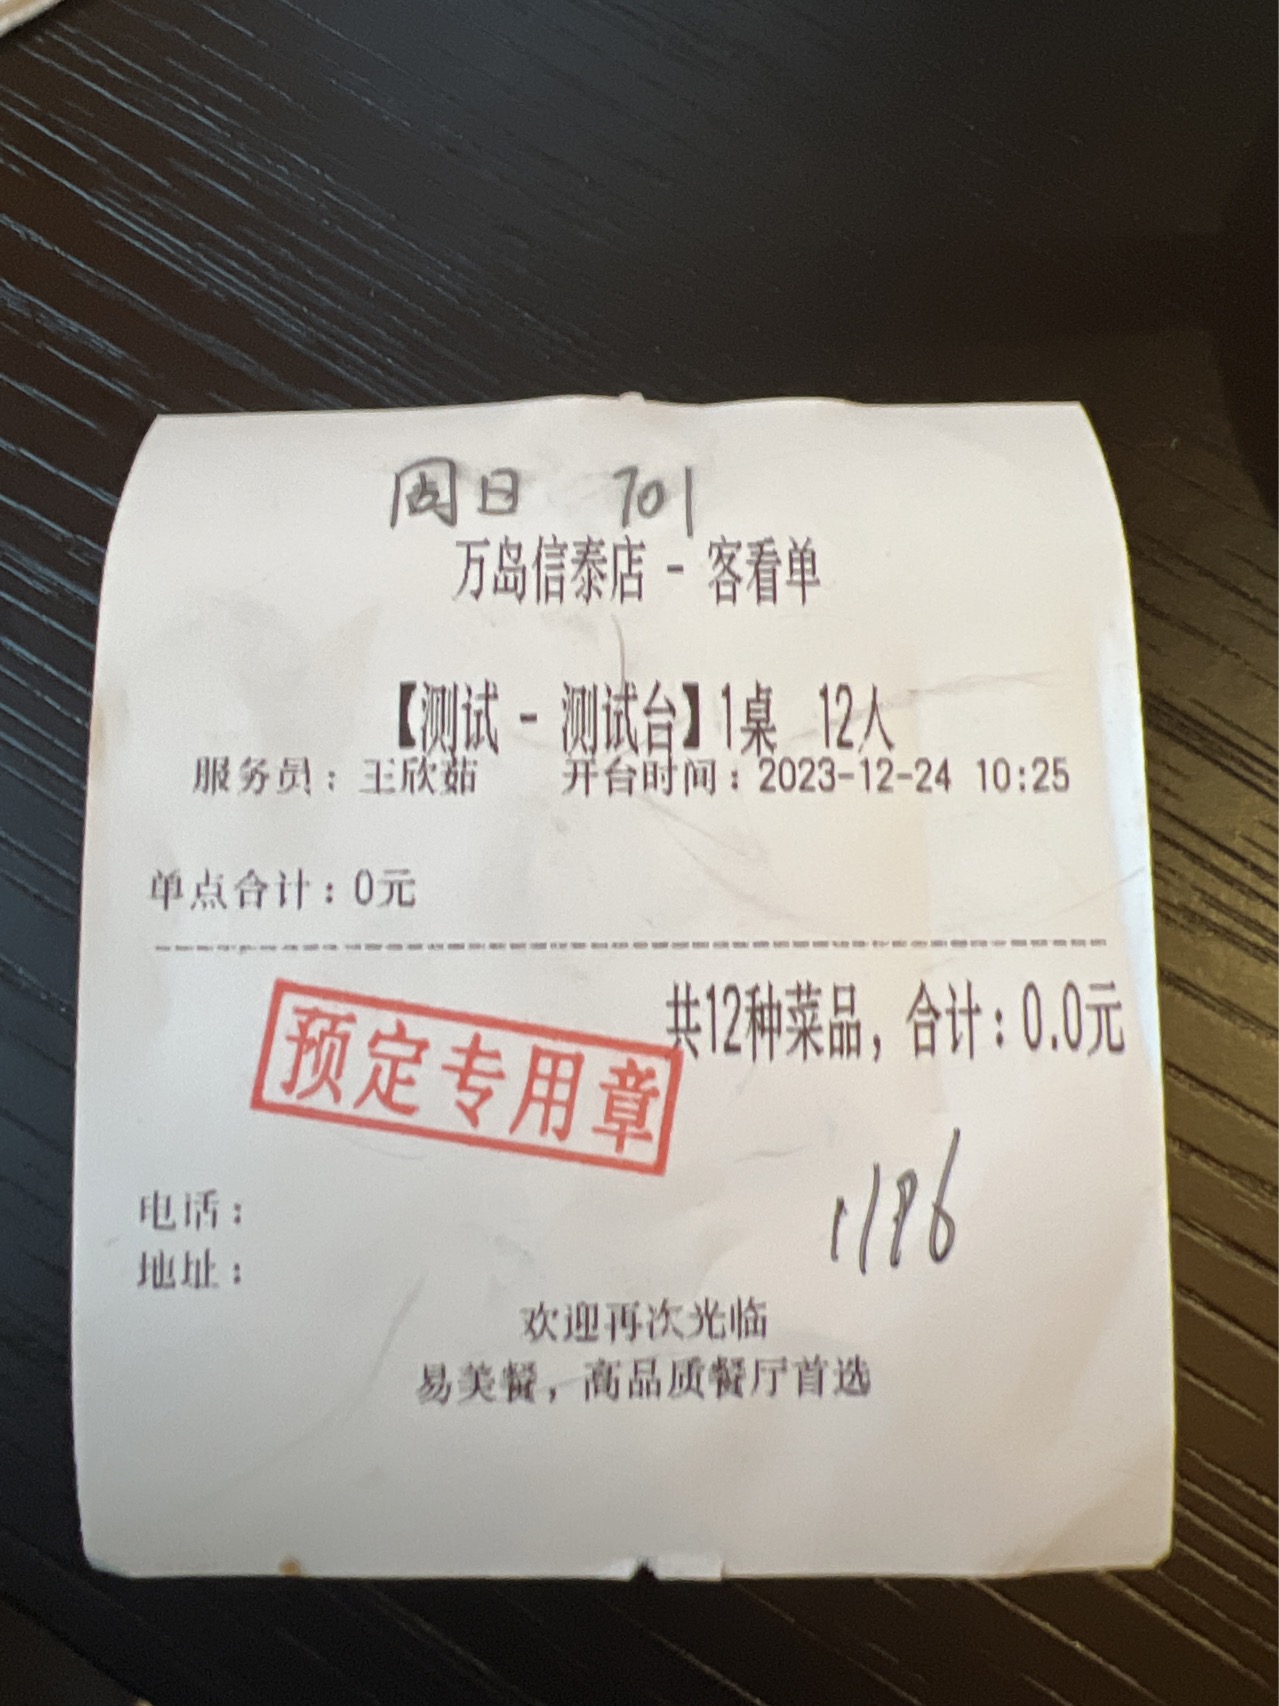 周日 701
万岛信泰店 - 客看单
【测试 - 测试台】1桌 12人
服务员：王欣茹 开台时间：2023-12-24 10:25
单点合计：0元
共12种菜品，合计：0.0元
预定专用章
1196
电话：
地址：
欢迎再次光临
易美餐，高品质餐厅首选